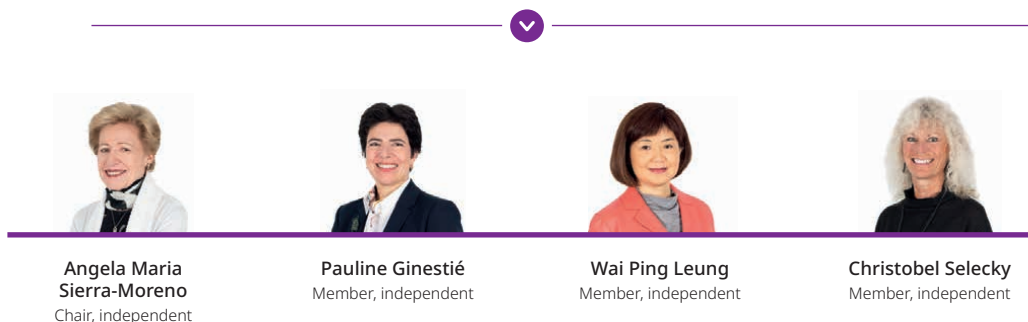 Angela Maria
Sierra-Moreno
Chair, independent
Pauline Ginestié
Member, independent
Wai Ping Leung
Member, independent
Christobel Selecky
Member, independent